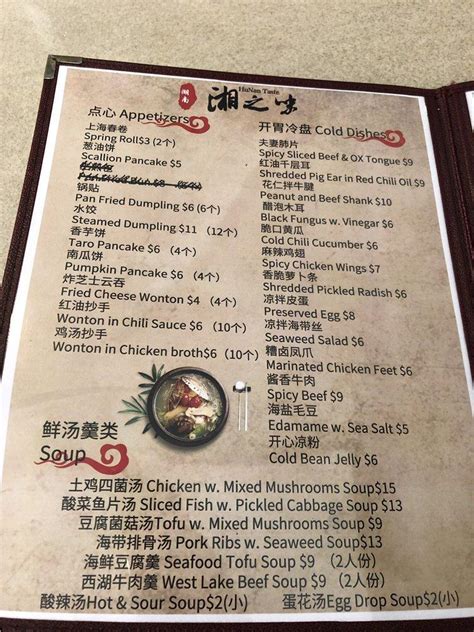 湖南
HuNan Taste
湘之味
点心 Appetizers
上海春卷
Spring Roll$3 (2个)
葱油饼
Scallion Pancake $5
锅贴
Pan Fried Dumpling $6(6个)
水饺
Steamed Dumpling $11 (12个)
香芋饼
Taro Pancake $6 (4个)
南瓜饼
Pumpkin Pancake $6 (4个)
炸芝士云吞
Fried Cheese Wonton $4 (4个)
红油抄手
Wonton in Chili Sauce $6 (10个)
鸡汤抄手
Wonton in Chicken broth$6 (10个)
开胃冷盘 Cold Dishes
夫妻肺片
Spicy Sliced Beef & OX Tongue $9
红油千层耳
Shredded Pig Ear in Red Chili Oil $9
花仁拌牛腱
Peanut and Beef Shank $10
醋泡木耳
Black Fungus w. Vinegar $6
脆口黄瓜
Cold Chili Cucumber $6
麻辣鸡翅
Spicy Chicken Wings $7
香脆萝卜条
Shredded Pickled Radish $6
凉拌皮蛋
Preserved Egg $8
凉拌海带丝
Seaweed Salad $6
糟卤凤爪
Marinated Chicken Feet $6
酱香牛肉
Spicy Beef $9
海盐毛豆
Edamame w. Sea Salt $5
开心凉粉
Cold Bean Jelly $6
鲜汤羹类
Soup
土鸡四菌汤 Chicken w. Mixed Mushrooms Soup$15
酸菜鱼片汤 Sliced Fish w. Pickled Cabbage Soup $13
豆腐菌菇汤Tofu w. Mixed Mushrooms Soup $9
海带排骨汤 Pork Ribs w. Seaweed Soup $13
海鲜豆腐羹 Seafood Tofu Soup $9 (2人份)
西湖牛肉羹 West Lake Beef Soup $9 (2人份)
酸辣汤Hot & Sour Soup$2(小) 蛋花汤Egg Drop Soup$2(小)